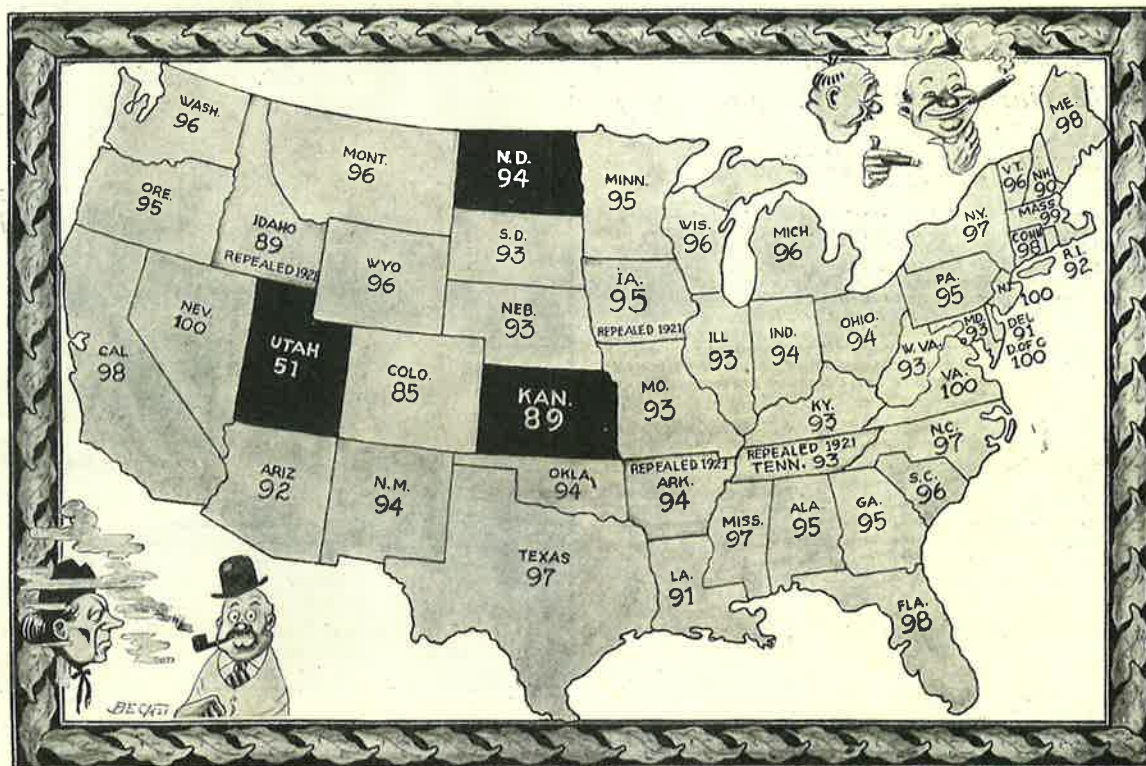 WASH.
96
ORE.
95
IDAHO
89
REPEALED 1921
MONT.
96
WYO
96
N.D.
94
S.D.
93
NEB.
93
KAN.
89
MINN.
95
IA.
95
REPEALED 1921
MO.
93
WIS.
96
MICH
96
ILL
93
IND.
94
OHIO.
94
KY.
93
W.VA.
93
VA.
100
PA.
95
N.Y.
97
VT.
96
N.H.
90
ME.
98
MASS
99
CONN
98
R.I.
92
N.J.
100
MD.
93
DEL
91
D.OF C
100
CAL
98
NEV.
100
UTAH
51
COLO.
85
ARIZ
92
N.M.
94
OKLA
94
TEXAS
97
REPEALED 1921
ARK.
94
LA.
91
REPEALED 1921
TENN. 93
MISS.
97
ALA
95
GA.
95
FLA.
98
S.C.
96
N.C.
97